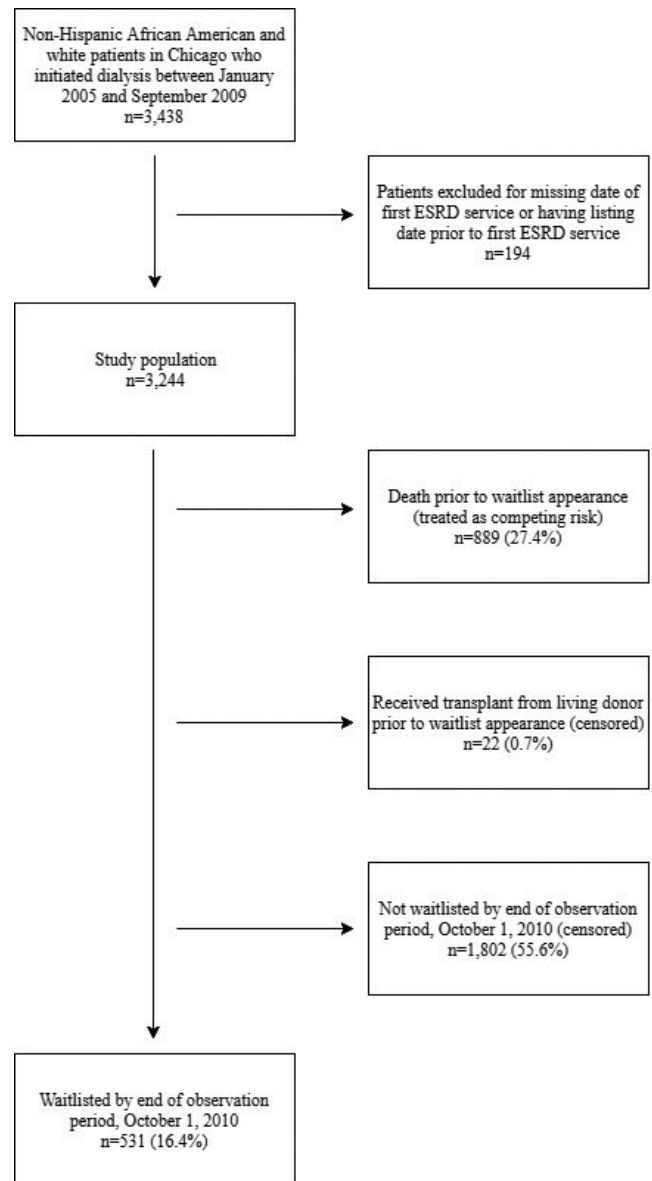 Non-Hispanic African American and
white patients in Chicago who
initiated dialysis between January
2005 and September 2009
n=3,438
Patients excluded for missing date of
first ESRD service or having listing
date prior to first ESRD service
n=194
Study population
n=3,244
Death prior to waitlist appearance
(treated as competing risk)
n=889 (27.4%)
Received transplant from living donor
prior to waitlist appearance (censored)
n=22 (0.7%)
Not waitlisted by end of observation
period, October 1, 2010 (censored)
n=1,802 (55.6%)
Waitlisted by end of observation
period, October 1, 2010
n=531 (16.4%)